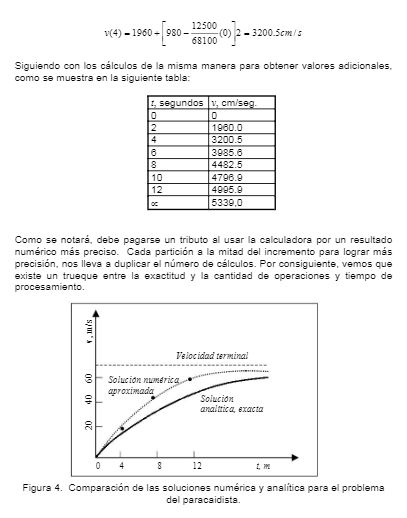 v(4) = 1960 + [980 − 12500/68100 (0)] 2 = 3200.5cm / s
Siguiendo con los cálculos de la misma manera para obtener valores adicionales,
como se muestra en la siguiente tabla:
t, segundos v, cm/seg.
0 0
2 1960.0
4 3200.5
6 3985.6
8 4482.5
10 4796.9
12 4995.9
∝ 5339.0
Como se notará, debe pagarse un tributo al usar la calculadora por un resultado
numérico más preciso. Cada partición a la mitad del incremento para lograr más
precisión, nos lleva a duplicar el número de cálculos. Por consiguiente, vemos que
existe un trueque entre la exactitud y la cantidad de operaciones y tiempo de
procesamiento.
v, m/s
Velocidad terminal
60
Solución numérica,
aproximada
40
Solución
analítica, exacta
20
0 4 8 12 t, m
Figura 4. Comparación de las soluciones numérica y analítica para el problema
del paracaidista.